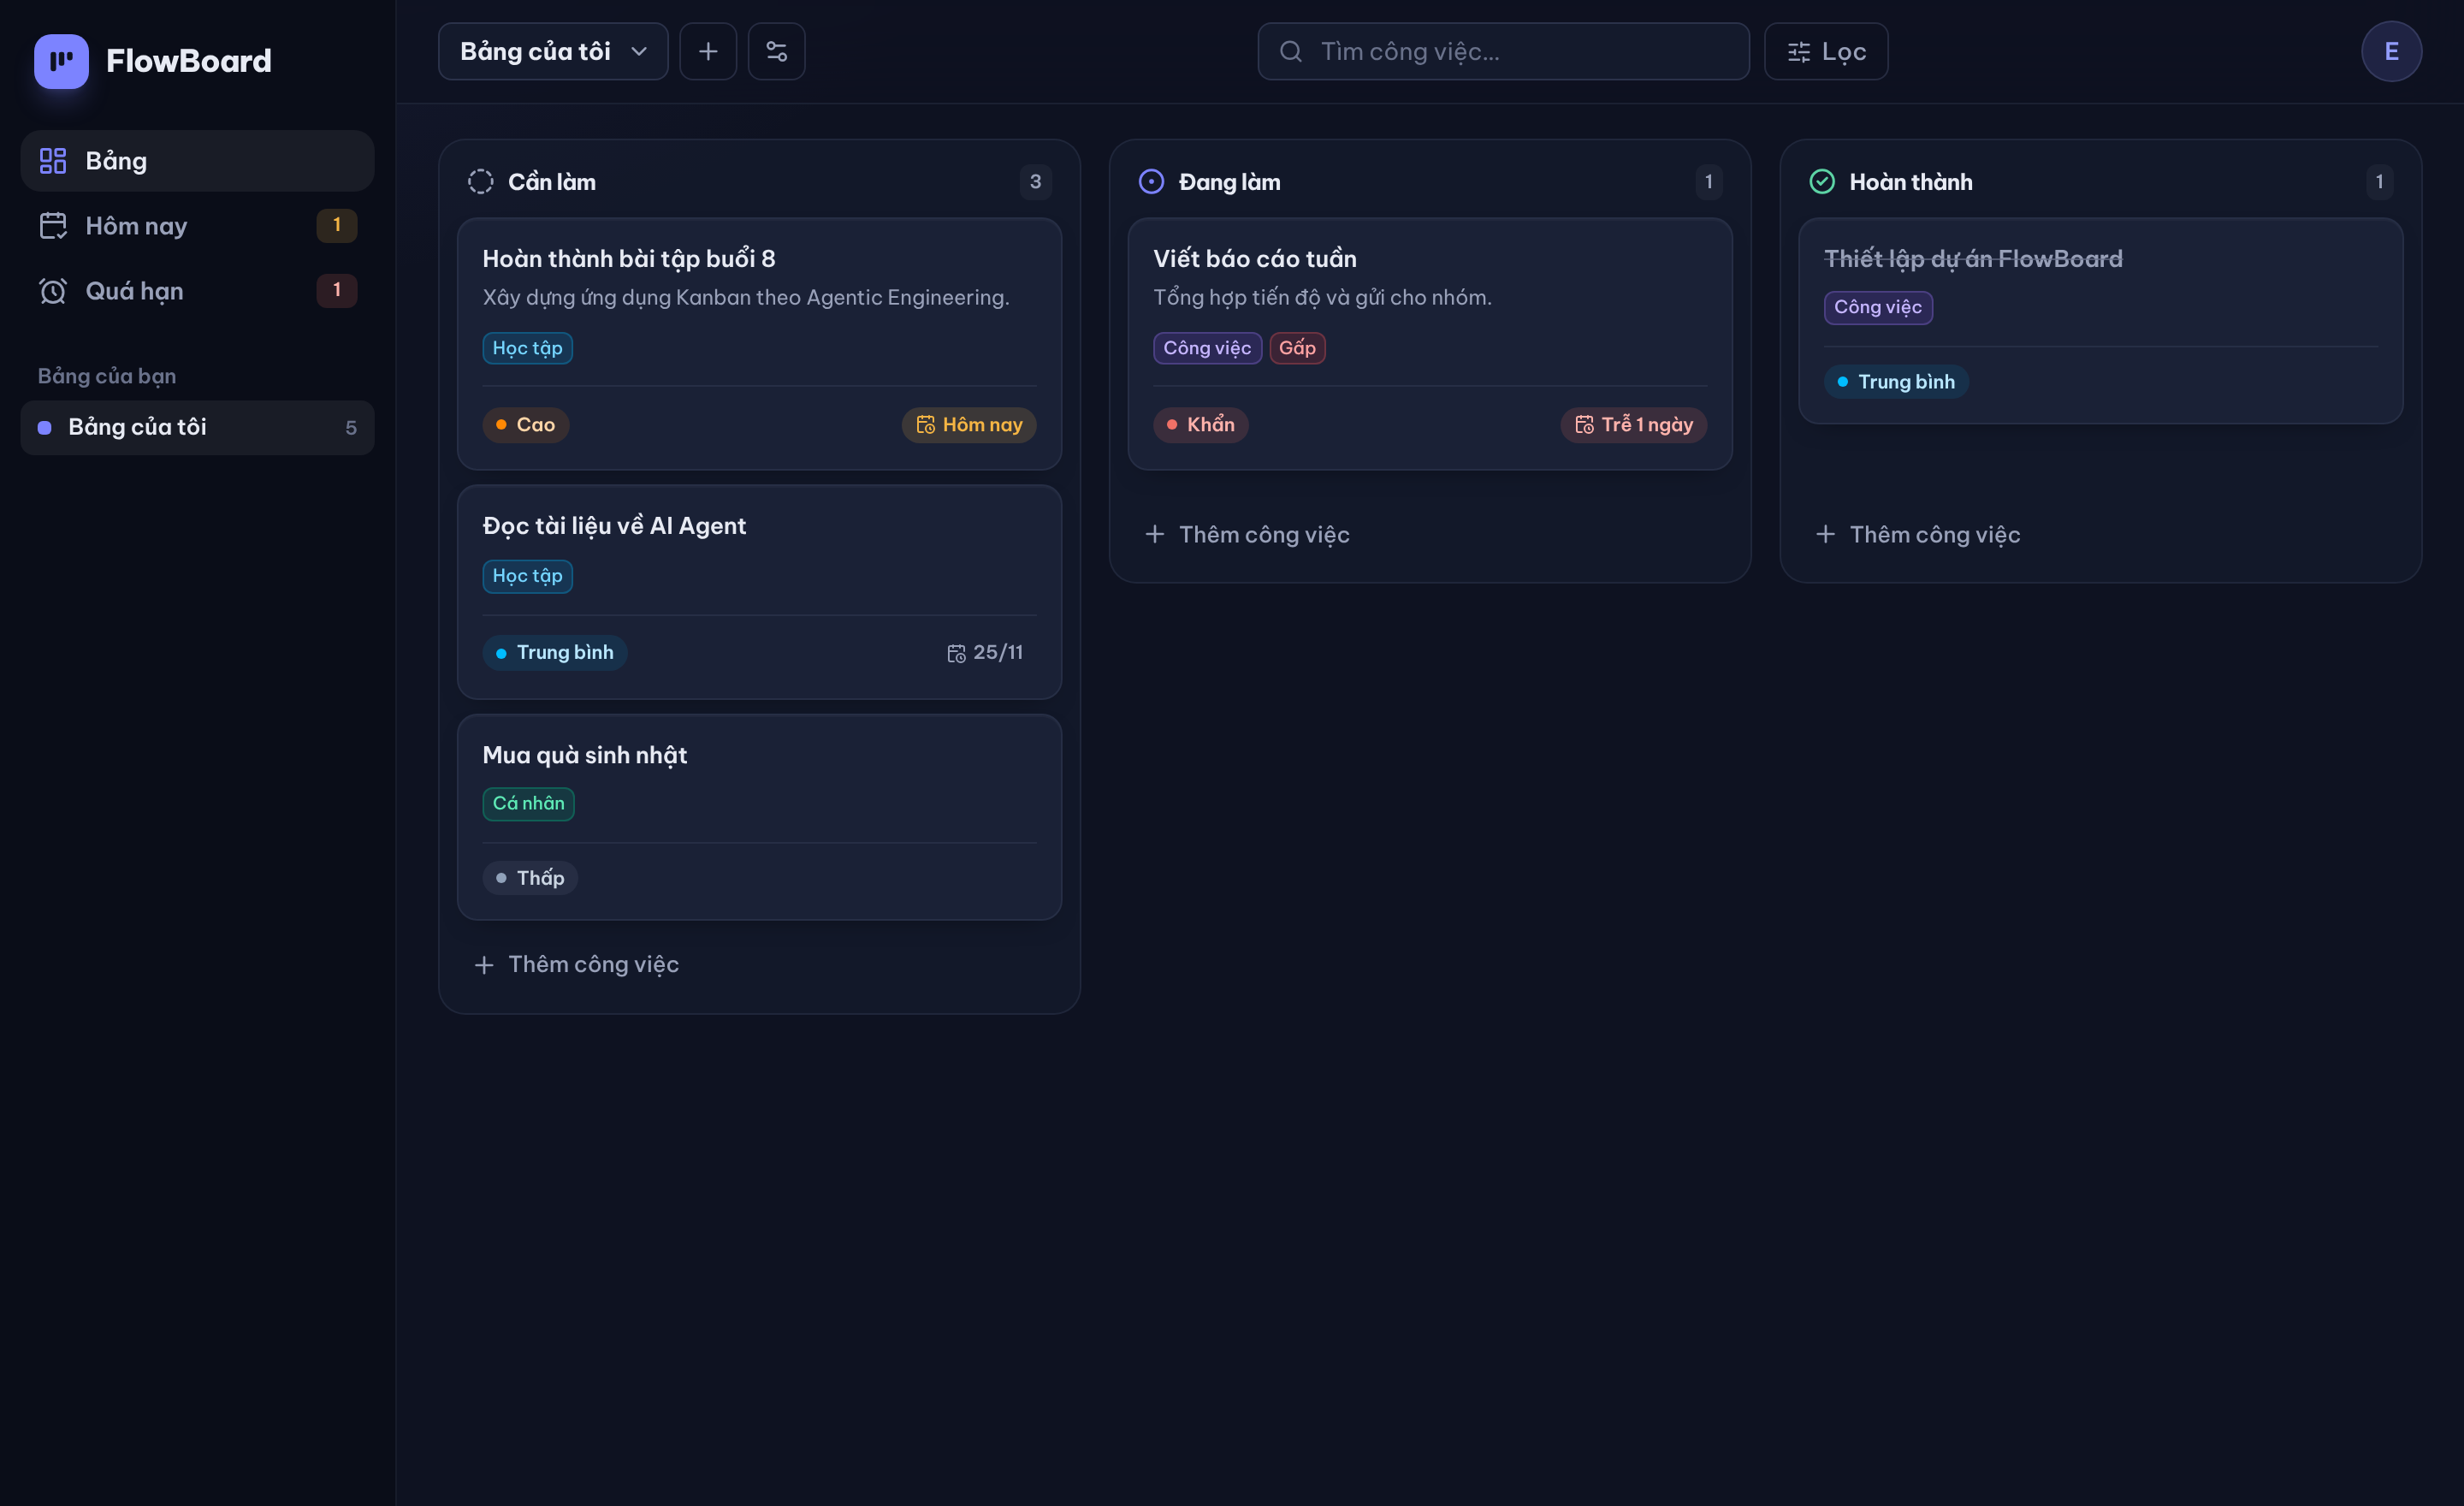 FlowBoard
Bảng
Hôm nay 1
Quá hạn 1
Bảng của bạn
Bảng của tôi 5
Bảng của tôi
Tìm công việc...
Lọc
E
Cần làm 3
Hoàn thành bài tập buổi 8
Xây dựng ứng dụng Kanban theo Agentic Engineering.
Học tập
Cao Hôm nay
Đọc tài liệu về AI Agent
Học tập
Trung bình 25/11
Mua quà sinh nhật
Cá nhân
Thấp
Thêm công việc
Đang làm 1
Viết báo cáo tuần
Tổng hợp tiến độ và gửi cho nhóm.
Công việc Gấp
Khẩn Trễ 1 ngày
Thêm công việc
Hoàn thành 1
Thiết lập dự án FlowBoard
Công việc
Trung bình
Thêm công việc